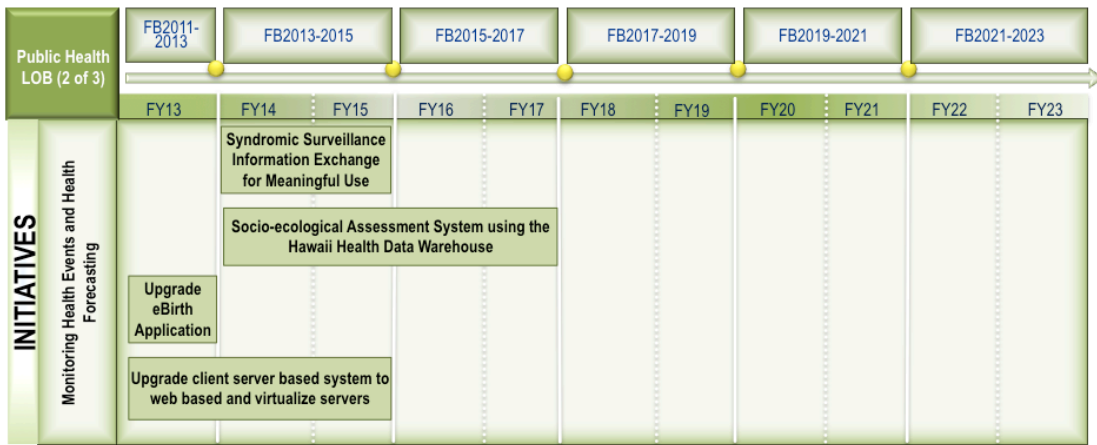 Public Health
LOB (2 of 3)
FB2011-
2013
FB2013-2015
FB2015-2017
FB2017-2019
FB2019-2021
FB2021-2023
FY13
FY14
FY15
FY16
FY17
FY18
FY19
FY20
FY21
FY22
FY23
INITIATIVES
Monitoring Health Events and Health
Forecasting
Syndromic Surveillance
Information Exchange
for Meaningful Use
Socio-ecological Assessment System using the
Hawaii Health Data Warehouse
Upgrade
eBirth
Application
Upgrade client server based system to
web based and virtualize servers